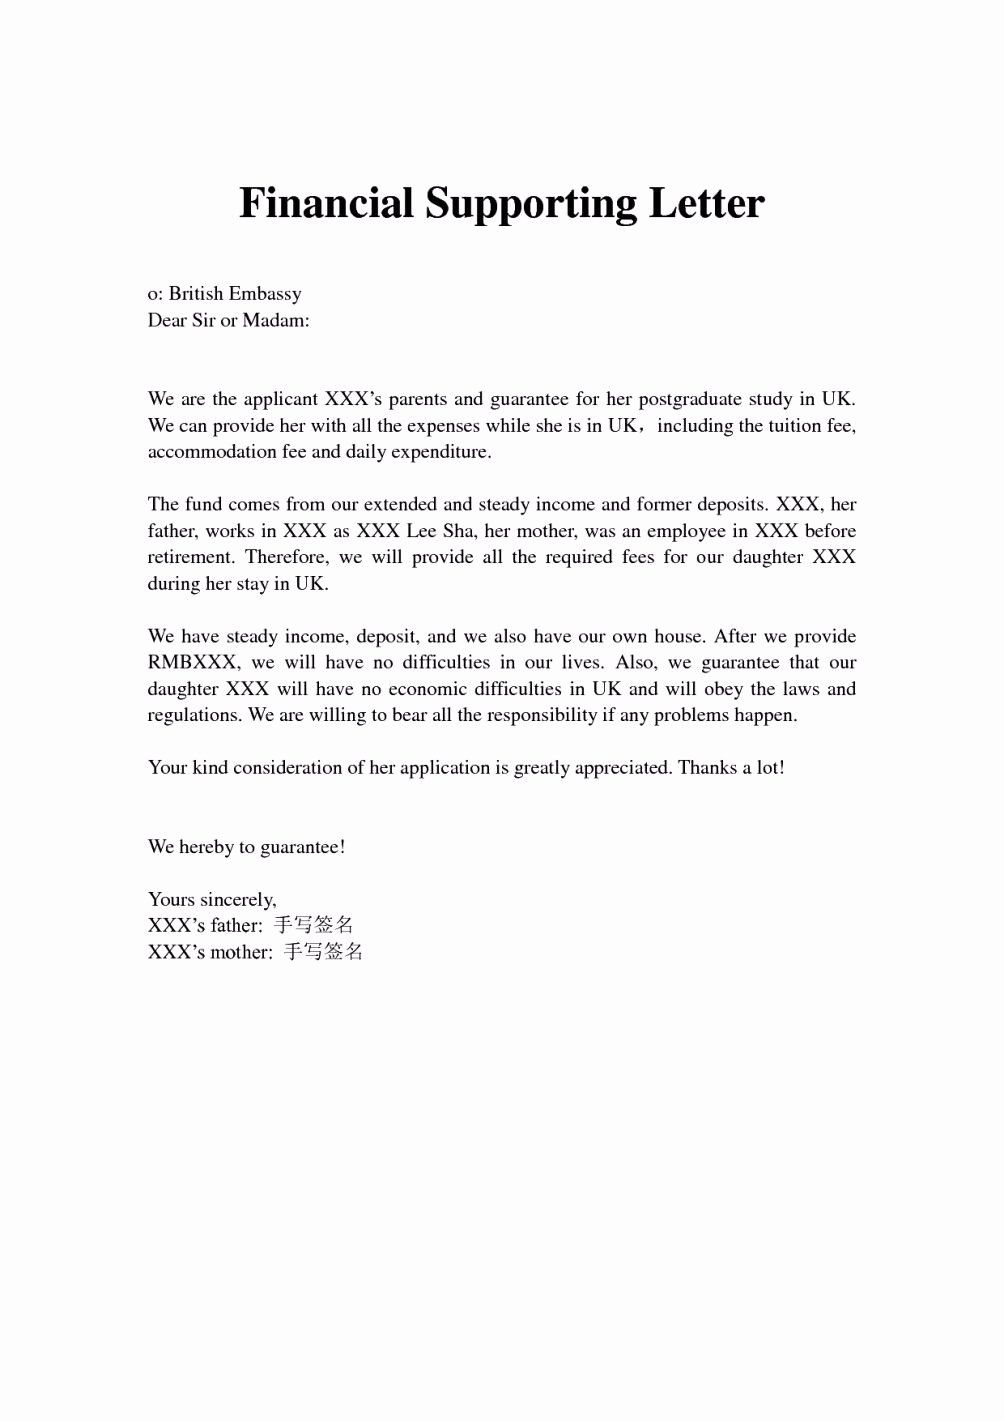 Financial Supporting Letter
o: British Embassy
Dear Sir or Madam:
We are the applicant XXX’s parents and guarantee for her postgraduate study in UK.
We can provide her with all the expenses while she is in UK，including the tuition fee,
accommodation fee and daily expenditure.
The fund comes from our extended and steady income and former deposits. XXX, her
father, works in XXX as XXX Lee Sha, her mother, was an employee in XXX before
retirement. Therefore, we will provide all the required fees for our daughter XXX
during her stay in UK.
We have steady income, deposit, and we also have our own house. After we provide
RMBXXX, we will have no difficulties in our lives. Also, we guarantee that our
daughter XXX will have no economic difficulties in UK and will obey the laws and
regulations. We are willing to bear all the responsibility if any problems happen.
Your kind consideration of her application is greatly appreciated. Thanks a lot!
We hereby to guarantee!
Yours sincerely,
XXX’s father: 手写签名
XXX’s mother: 手写签名